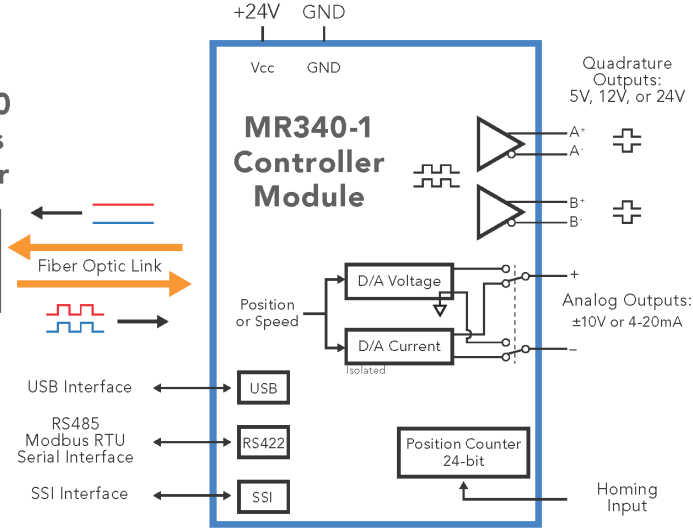 +24V
GND
Vcc
GND
MR340-1
Controller
Module
Quadrature
Outputs:
5V, 12V, or 24V
A+
A-
B+
B-
0
s
r
Fiber Optic Link
Position
or Speed
D/A Voltage
D/A Current
Isolated
+
Analog Outputs:
±10V or 4-20mA
–
USB Interface
USB
RS485
Modbus RTU
Serial Interface
RS422
SSI Interface
SSI
Position Counter
24-bit
Homing
Input